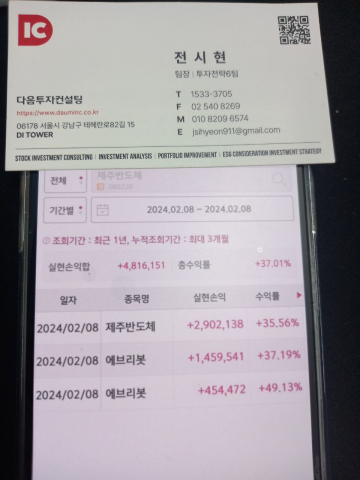 IC
전시현
팀장 | 투자전략6팀
다음투자컨설팅
https://www.dauminc.co.kr
06178 서울시 강남구 테헤란로82길 15
DI TOWER
T 1533-3705
F 02 540 8269
M 010 8209 6574
E jsihyeon911@gmail.com
STOCK INVESTMENT CONSULTING | INVESTMENT ANALYSIS | PORTFOLIO IMPROVEMENT | ESG CONSIDERATION INVESTMENT STRATEGY
전체 제주반도체
기간별 2024.02.08 ~ 2024.02.08
조회기간 : 최근 1년, 누적조회기간 : 최대 3개월
실현손익합 +4,816,151 총수익률 +37.01%
일자 종목명 실현손익 수익률
2024/02/08 제주반도체 +2,902,138 +35.56%
2024/02/08 에브리봇 +1,459,541 +37.19%
2024/02/08 에브리봇 +454,472 +49.13%